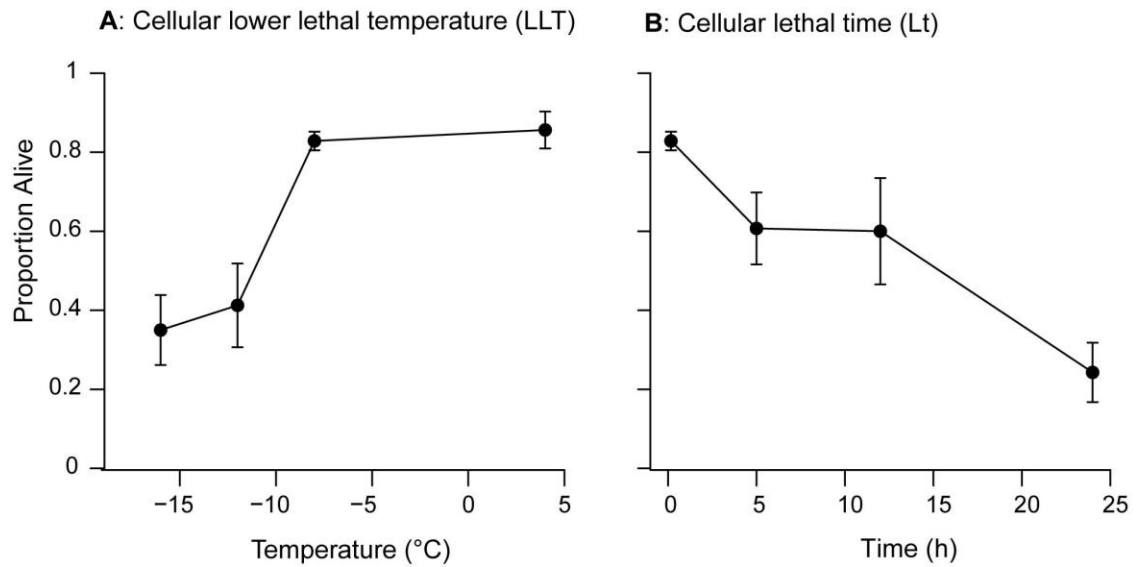 A: Cellular lower lethal temperature (LLT)
B: Cellular lethal time (Lt)
Proportion Alive
1
0.8
0.6
0.4
0.2
0
−15 −10 −5 0 5
Temperature (°C)
0 5 10 15 20 25
Time (h)